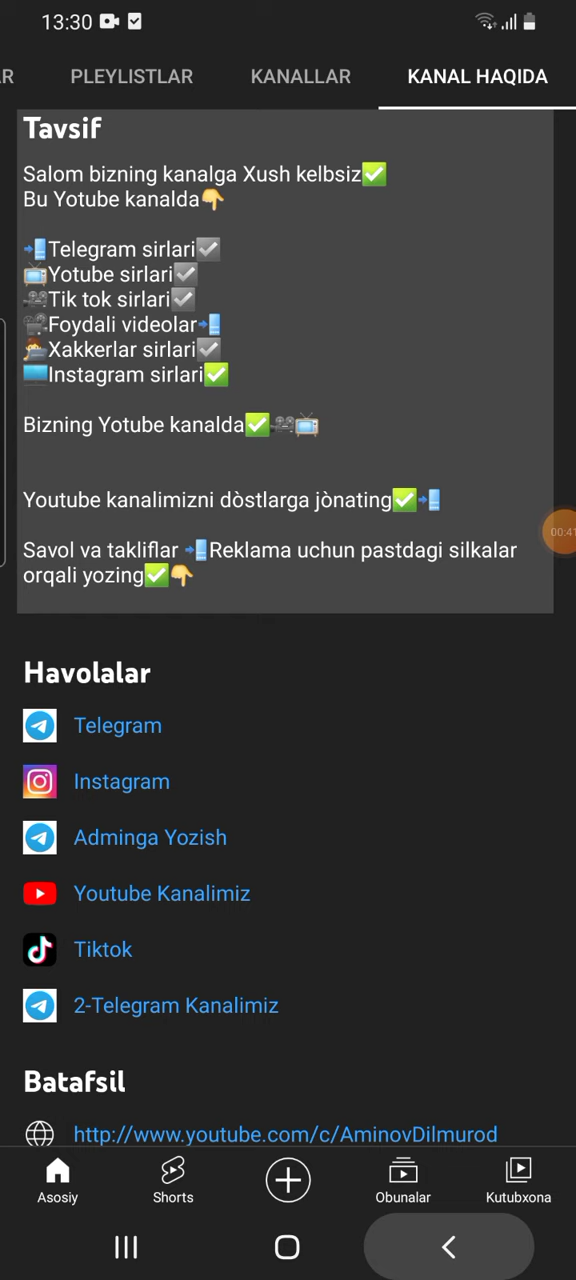 13:30
R PLEYLISTLAR KANALLAR KANAL HAQIDA
Tavsif
Salom bizning kanalga Xush kelbsiz✅
Bu Yotube kanalda👇
📲Telegram sirlari✔
📺Yotube sirlari✔
🎥Tik tok sirlari✔
🎥Foydali videolar📲
👨‍💻Xakkerlar sirlari✔
🖥Instagram sirlari✅
Bizning Yotube kanalda✅🎥📺
Youtube kanalimizni dòstlarga jònating✅📲
Savol va takliflar 📲Reklama uchun pastdagi silkalar
orqali yozing✅👇
00:41
Havolalar
Telegram
Instagram
Adminga Yozish
Youtube Kanalimiz
Tiktok
2-Telegram Kanalimiz
Batafsil
http://www.youtube.com/c/AminovDilmurod
Asosiy Shorts Obunalar Kutubxona